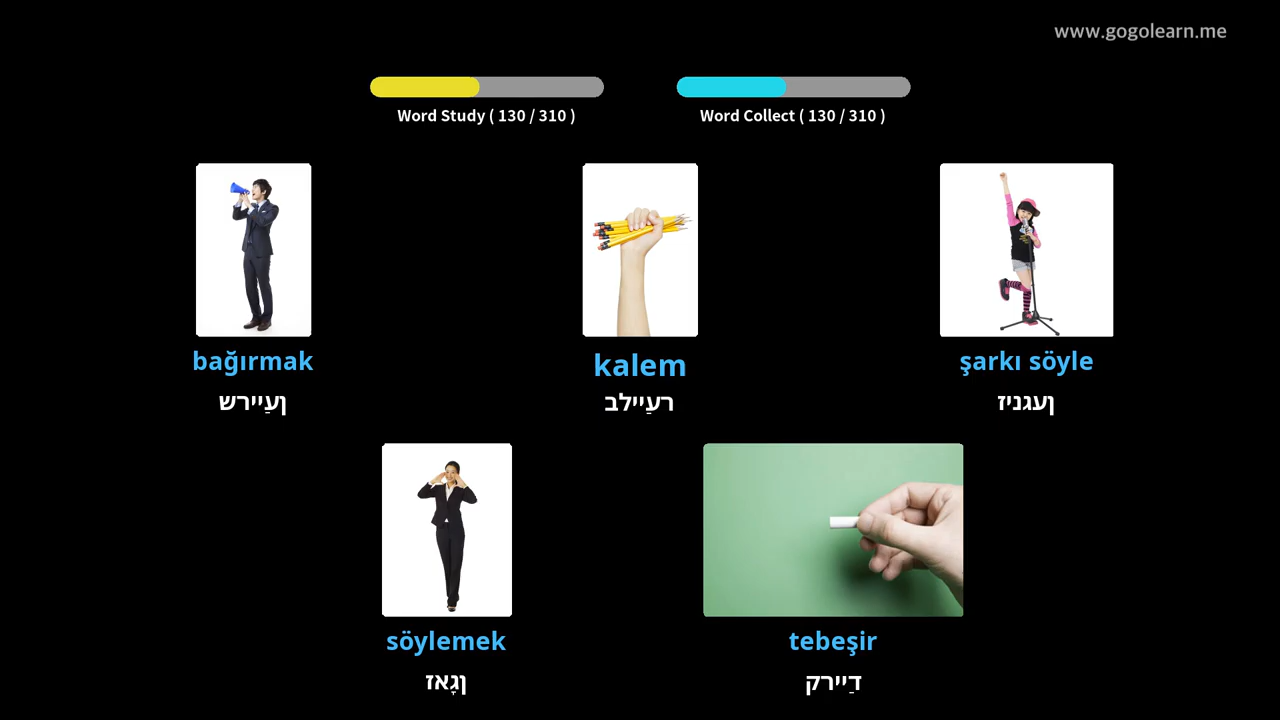 www.gogolearn.me
Word Study ( 130 / 310 )
Word Collect ( 130 / 310 )
bağırmak
שרייַען
kalem
בלייַער
şarkı söyle
זינגען
söylemek
זאָגן
tebeşir
קרייַד